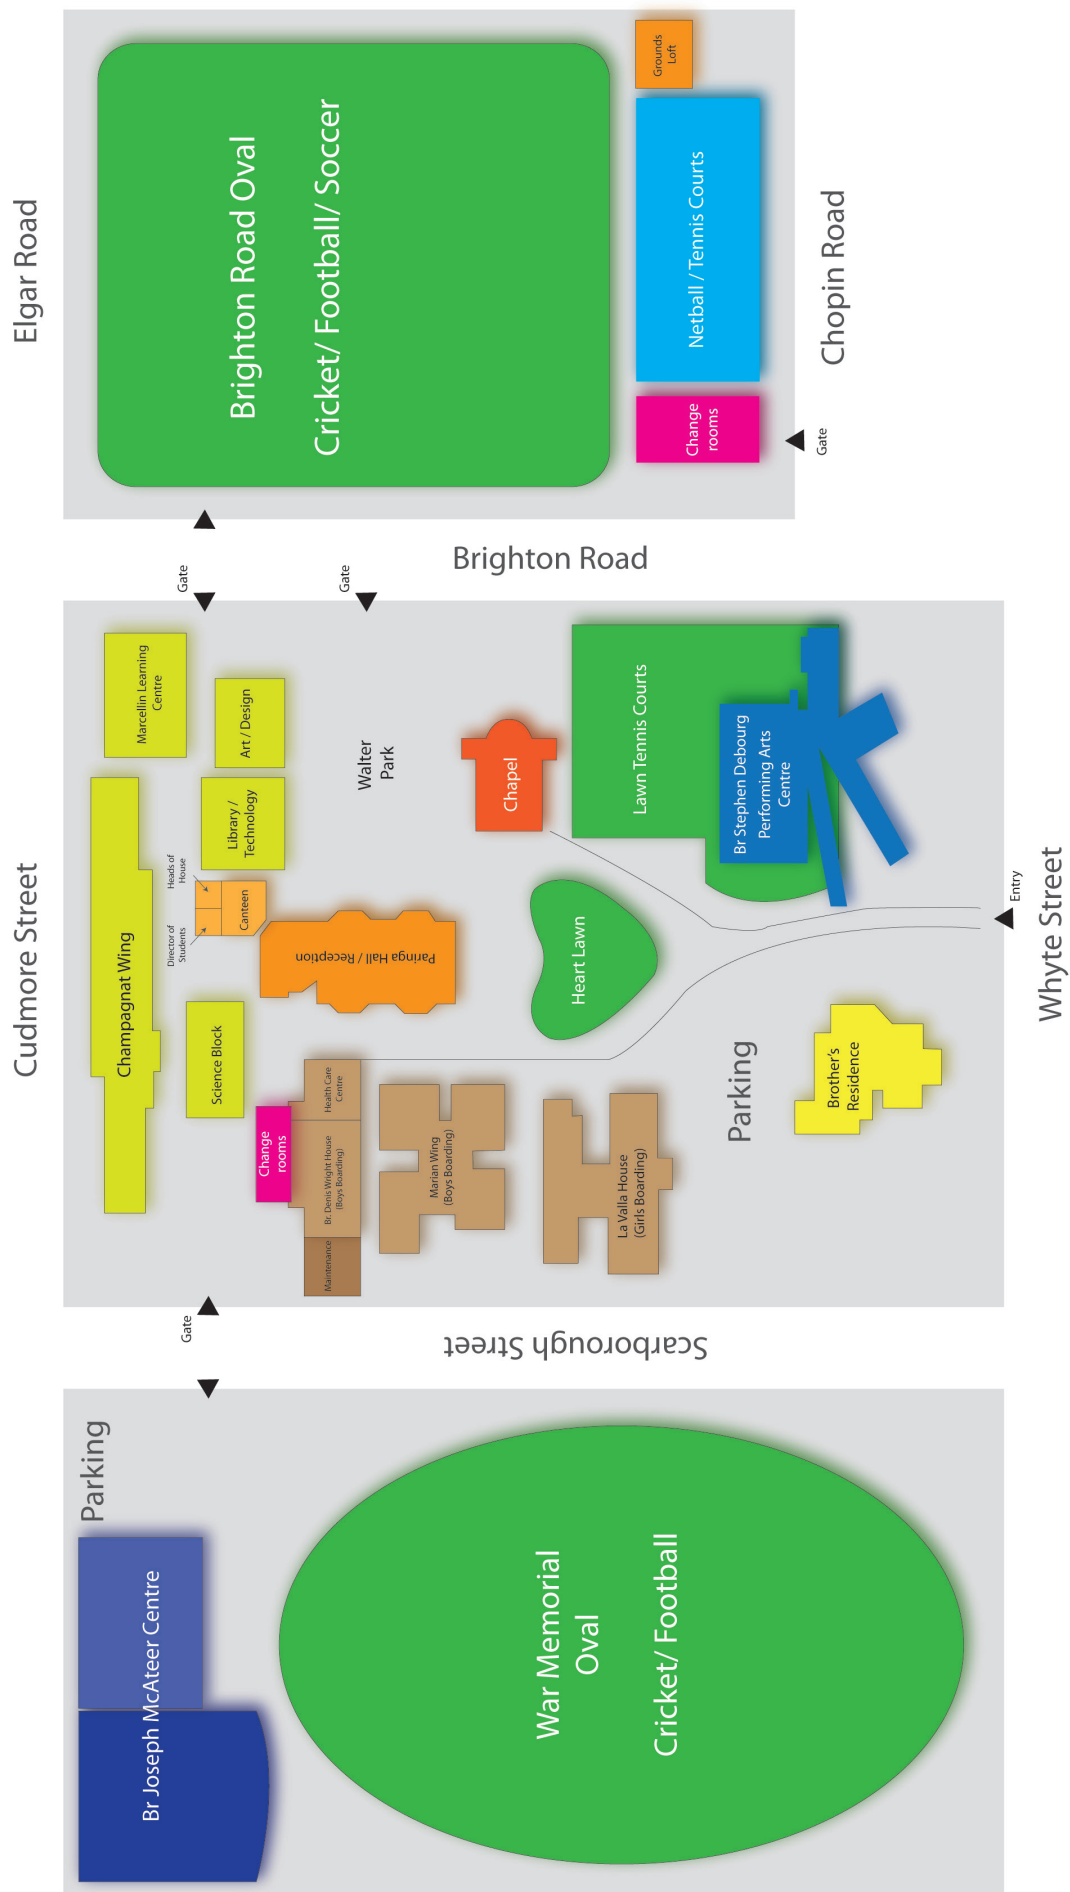 Elgar Road
Brighton Road Oval
Cricket/ Football/ Soccer
Grounds
Loft
Netball / Tennis Courts
Change
rooms
Chopin Road
Gate
Brighton Road
Gate
Gate
Cudmore Street
Marcellin Learning
Centre
Art / Design
Library /
Technology
Champagnat Wing
Heads of
House
Director of
Students
Canteen
Science Block
Paringa Hall / Reception
Walter
Park
Chapel
Lawn Tennis Courts
Br Stephen Debourg
Performing Arts
Centre
Heart Lawn
Change
rooms
Health Care
Centre
Br. Denis Wright House
(Boys Boarding)
Maintenance
Marian Wing
(Boys Boarding)
La Valla House
(Girls Boarding)
Parking
Brother's
Residence
Entry
Whyte Street
Gate
Scarborough Street
Parking
Br Joseph McAteer Centre
War Memorial
Oval
Cricket/ Football